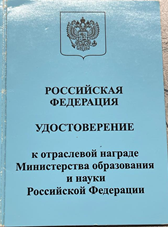 РОССИЙСКАЯ
ФЕДЕРАЦИЯ
УДОСТОВЕРЕНИЕ
к отраслевой награде
Министерства образования
и науки
Российской Федерации